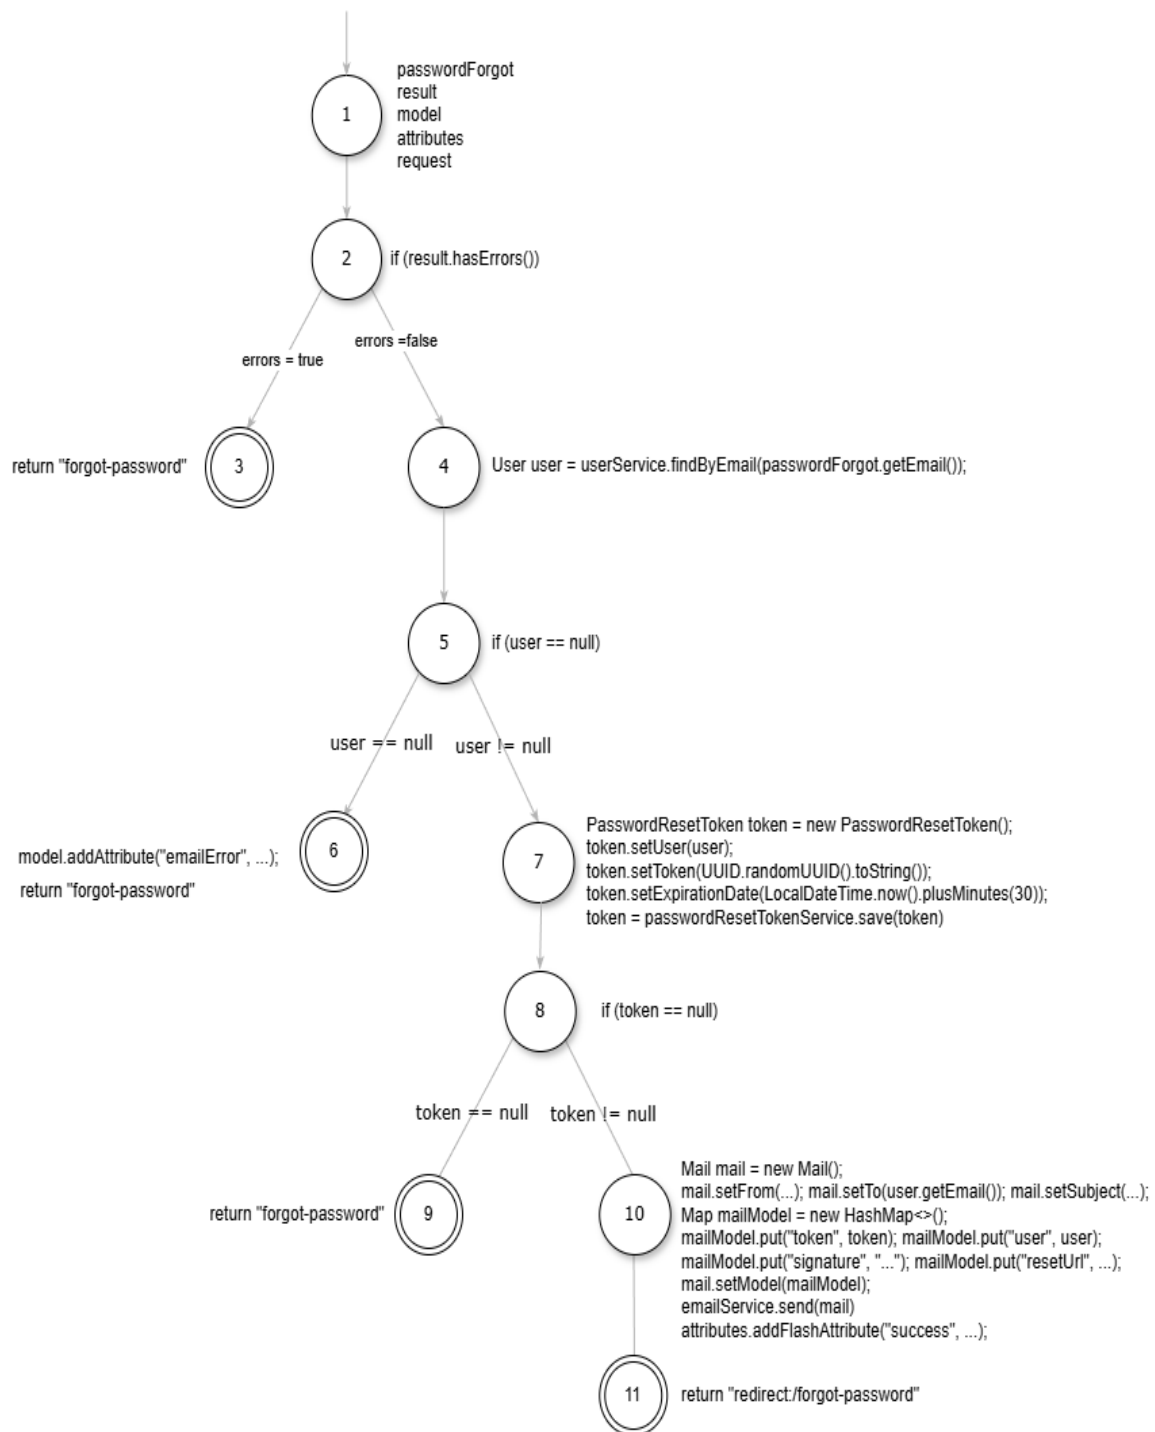 passwordForgot
result
model
attributes
request
1
2
if (result.hasErrors())
errors = true
errors =false
return "forgot-password"
3
4
User user = userService.findByEmail(passwordForgot.getEmail());
5
if (user == null)
user == null
user != null
model.addAttribute("emailError", ...);
return "forgot-password"
6
7
PasswordResetToken token = new PasswordResetToken();
token.setUser(user);
token.setToken(UUID.randomUUID().toString());
token.setExpirationDate(LocalDateTime.now().plusMinutes(30));
token = passwordResetTokenService.save(token)
8
if (token == null)
token == null
token != null
return "forgot-password"
9
10
Mail mail = new Mail();
mail.setFrom(...); mail.setTo(user.getEmail()); mail.setSubject(...);
Map mailModel = new HashMap<>();
mailModel.put("token", token); mailModel.put("user", user);
mailModel.put("signature", "..."); mailModel.put("resetUrl", ...);
mail.setModel(mailModel);
emailService.send(mail)
attributes.addFlashAttribute("success", ...);
11
return "redirect:/forgot-password"